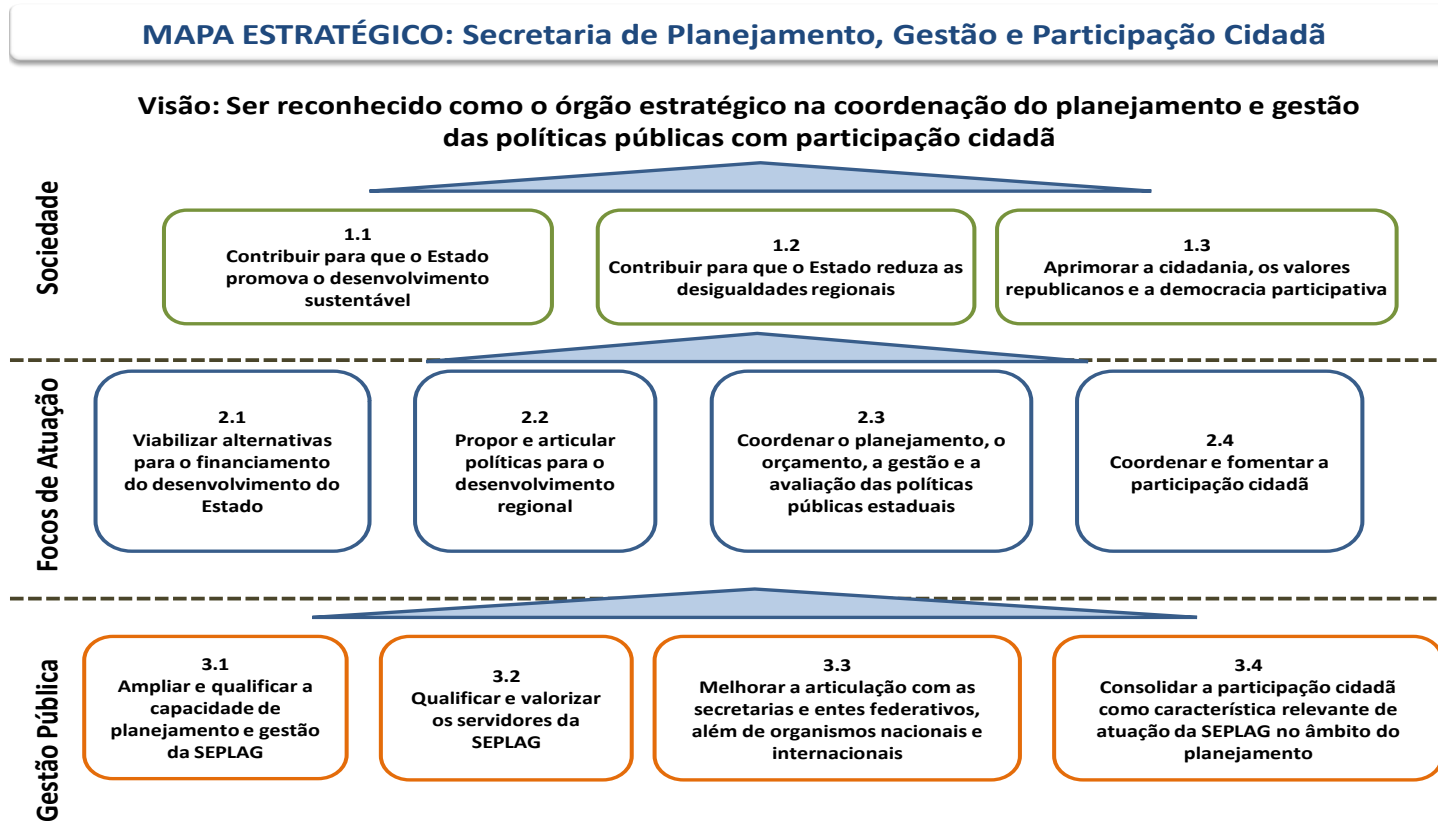 MAPA ESTRATÉGICO: Secretaria de Planejamento, Gestão e Participação Cidadã
Visão: Ser reconhecido como o órgão estratégico na coordenação do planejamento e gestão
das políticas públicas com participação cidadã
Sociedade
1.1
Contribuir para que o Estado
promova o desenvolvimento
sustentável
1.2
Contribuir para que o Estado reduza as
desigualdades regionais
1.3
Aprimorar a cidadania, os valores
republicanos e a democracia participativa
Focos de Atuação
2.1
Viabilizar alternativas
para o financiamento
do desenvolvimento do
Estado
2.2
Propor e articular
políticas para o
desenvolvimento
regional
2.3
Coordenar o planejamento, o
orçamento, a gestão e a
avaliação das políticas
públicas estaduais
2.4
Coordenar e fomentar a
participação cidadã
Gestão Pública
3.1
Ampliar e qualificar a
capacidade de
planejamento e gestão
da SEPLAG
3.2
Qualificar e valorizar
os servidores da
SEPLAG
3.3
Melhorar a articulação com as
secretarias e entes federativos,
além de organismos nacionais e
internacionais
3.4
Consolidar a participação cidadã
como característica relevante de
atuação da SEPLAG no âmbito do
planejamento